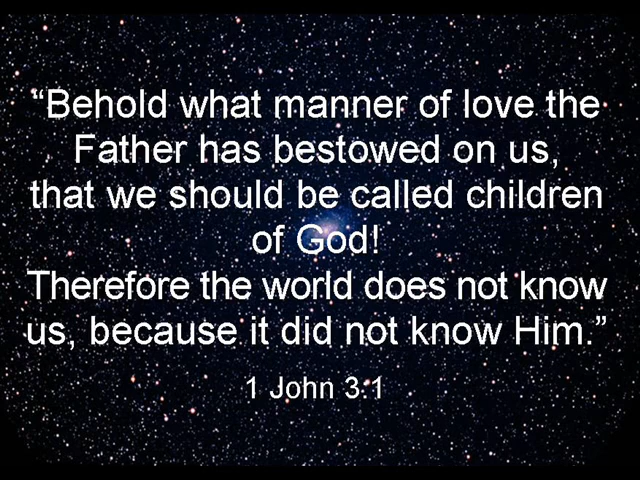 “Behold what manner of love the
Father has bestowed on us,
that we should be called children
of God!
Therefore the world does not know
us, because it did not know Him.”
1 John 3:1